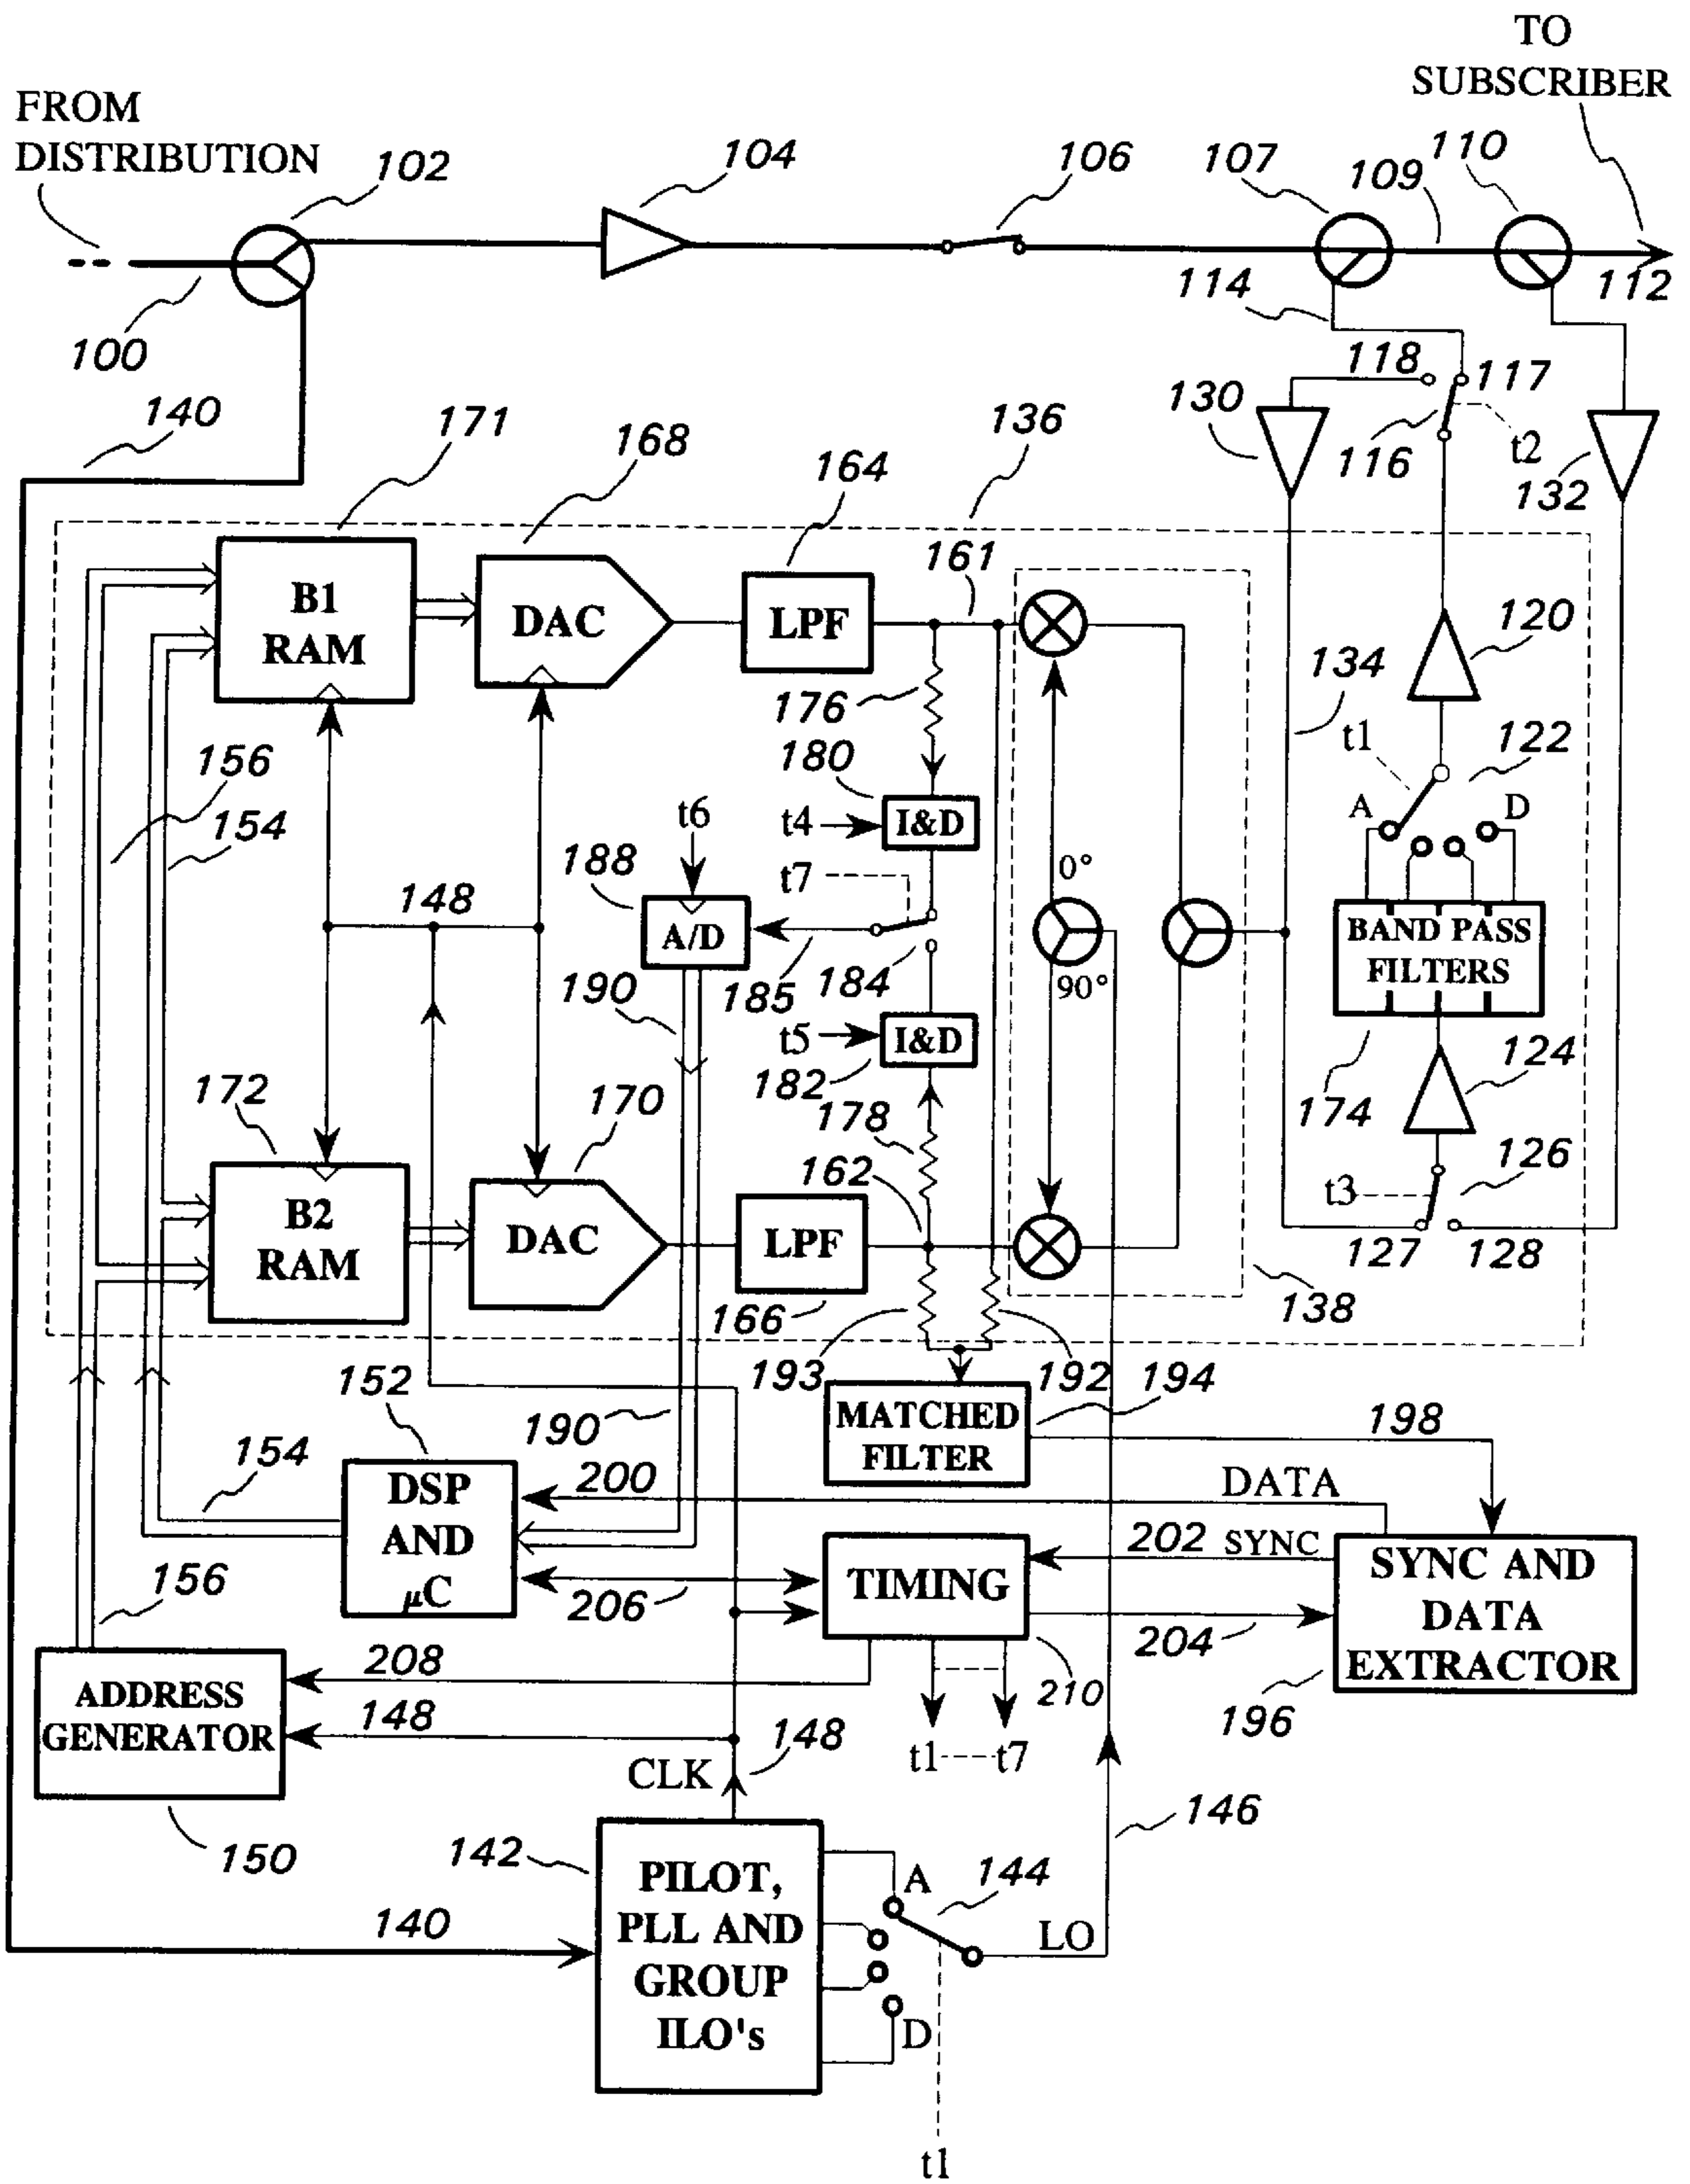 TO
SUBSCRIBER
FROM
DISTRIBUTION
102
104
106
107
109
110
112
114
100
118
117
140
171
168
164
136
130
116
t2
132
161
B1
RAM
DAC
LPF
120
134
176
156
154
t1
122
180
A
D
t6
t4
I&D
188
t7
0°
148
A/D
BAND PASS
FILTERS
190
185
184
90°
t5
I&D
182
124
172
170
178
174
162
126
t3
B2
RAM
DAC
LPF
127
128
166
138
193
192
194
152
190
MATCHED
FILTER
198
154
DSP
AND
µC
200
DATA
202
SYNC
156
206
TIMING
SYNC AND
DATA
EXTRACTOR
204
208
210
ADDRESS
GENERATOR
148
148
196
CLK
t1
t7
146
150
142
PILOT,
PLL AND
GROUP
ILO's
A
144
140
LO
D
t1